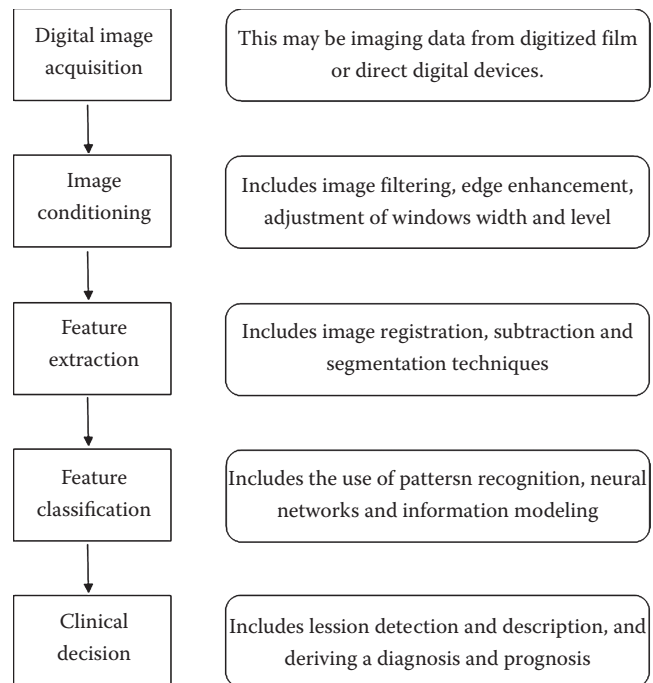 Digital image
acquisition
This may be imaging data from digitized film
or direct digital devices.
Image
conditioning
Includes image filtering, edge enhancement,
adjustment of windows width and level
Feature
extraction
Includes image registration, subtraction and
segmentation techniques
Feature
classification
Includes the use of pattersn recognition, neural
networks and information modeling
Clinical
decision
Includes lession detection and description, and
deriving a diagnosis and prognosis